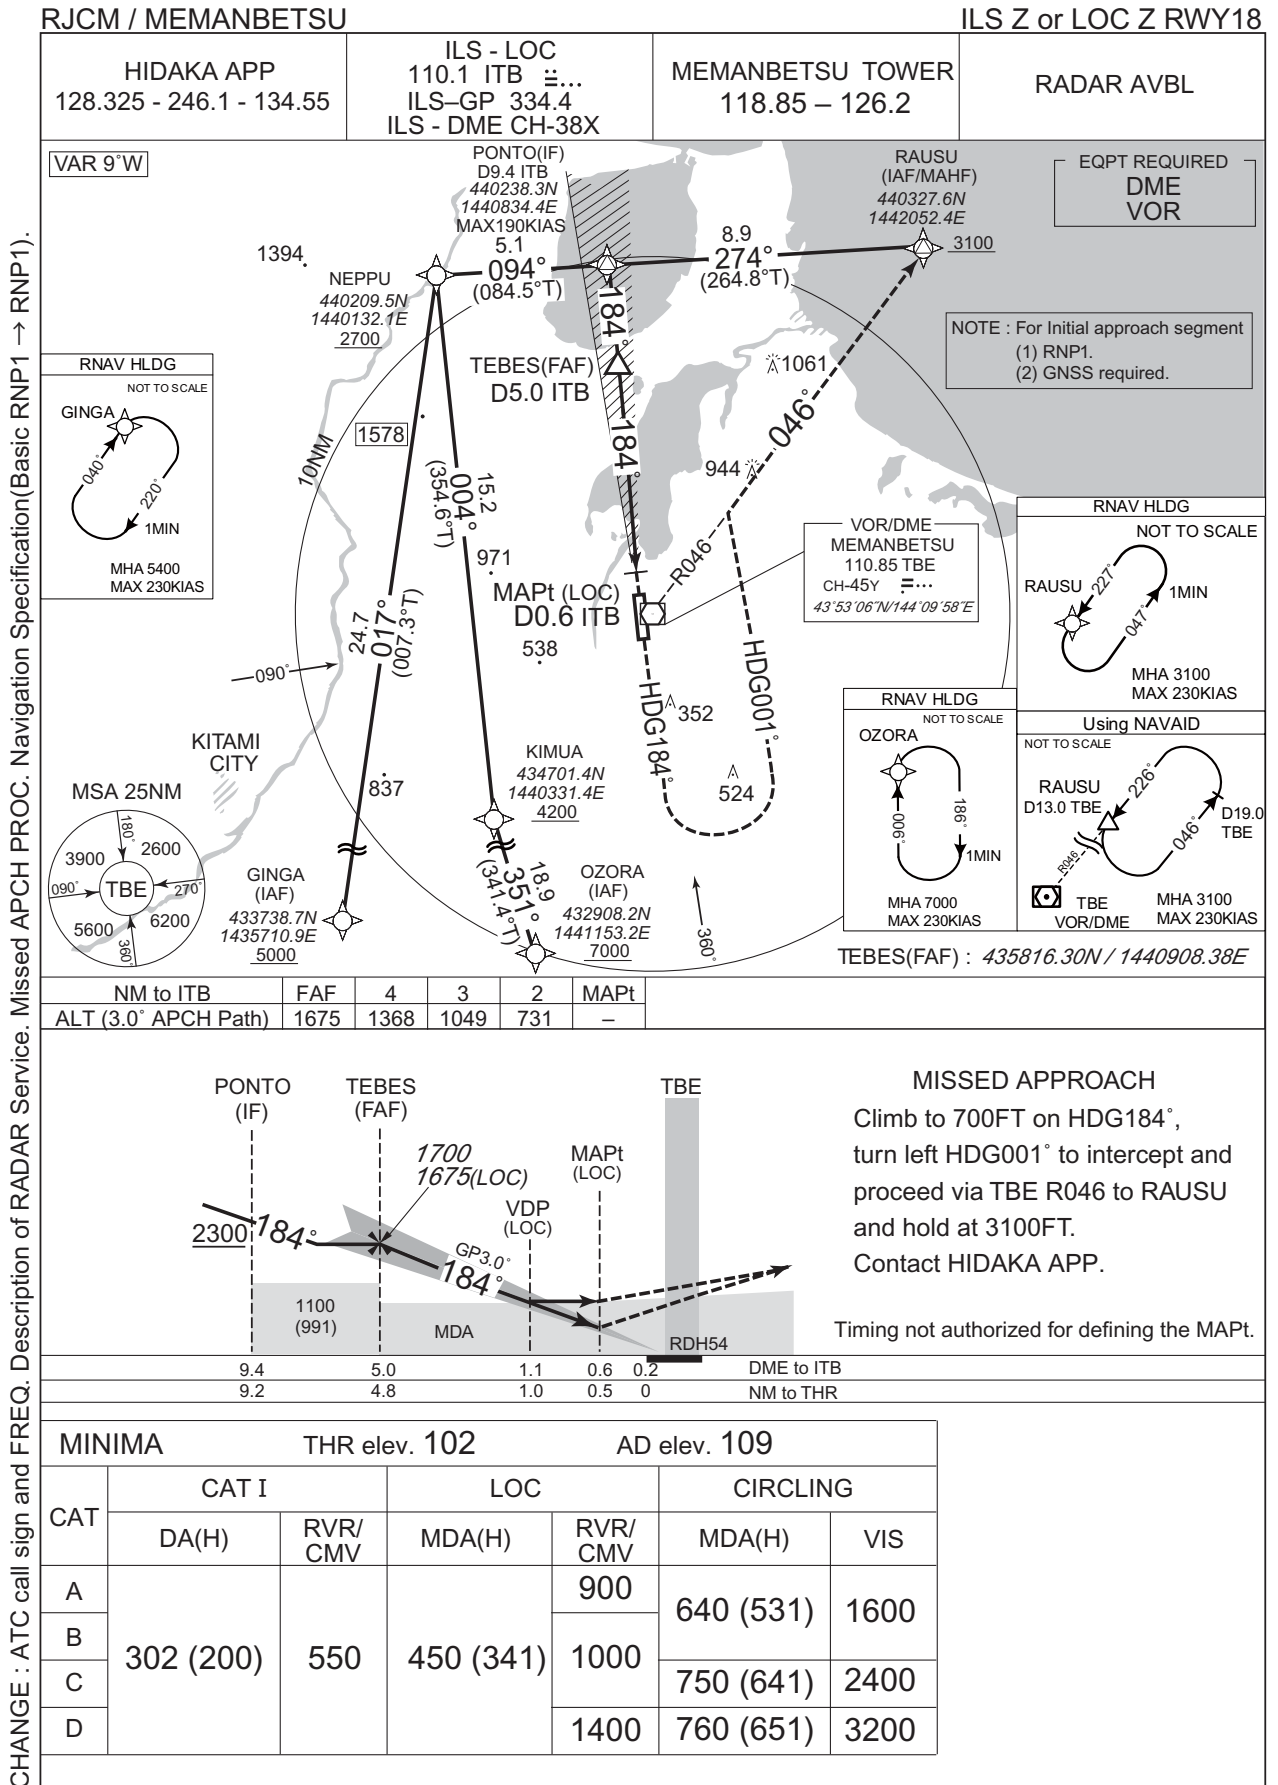 RJCM / MEMANBETSU
ILS Z or LOC Z RWY18
HIDAKA APP
128.325 - 246.1 - 134.55
ILS - LOC
110.1 ITB
ILS–GP 334.4
ILS - DME CH-38X
MEMANBETSU TOWER
118.85 – 126.2
RADAR AVBL
VAR 9˚W
PONTO(IF)
D9.4 ITB
440238.3N
1440834.4E
MAX190KIAS
RAUSU
(IAF/MAHF)
440327.6N
1442052.4E
3100
EQPT REQUIRED
DME
VOR
1394
NEPPU
440209.5N
1440132.1E
2700
5.1
094˚
(084.5˚T)
8.9
274˚
(264.8˚T)
184˚
NOTE : For Initial approach segment
(1) RNP1.
(2) GNSS required.
TEBES(FAF)
D5.0 ITB
184˚
1061
RNAV HLDG
NOT TO SCALE
GINGA
040˚
220˚
1MIN
MHA 5400
MAX 230KIAS
1578
10NM
15.2
004˚
(354.6˚T)
046˚
944
971
MAPt (LOC)
D0.6 ITB
R046
VOR/DME
MEMANBETSU
110.85 TBE
CH-45Y
43˚53´06˝N/144˚09´58˝E
RNAV HLDG
NOT TO SCALE
RAUSU
227˚
047˚
1MIN
MHA 3100
MAX 230KIAS
24.7
017˚
(007.3˚T)
538
090˚
HDG184˚
HDG001˚
352
524
KITAMI
CITY
837
KIMUA
434701.4N
1440331.4E
4200
RNAV HLDG
NOT TO SCALE
OZORA
006˚
186˚
1MIN
MHA 7000
MAX 230KIAS
Using NAVAID
NOT TO SCALE
RAUSU
D13.0 TBE
226˚
046˚
D19.0
TBE
R046
TBE
VOR/DME
MHA 3100
MAX 230KIAS
MSA 25NM
180˚
3900
2600
090˚
TBE
270˚
5600
6200
360˚
GINGA
(IAF)
433738.7N
1435710.9E
5000
18.9
351˚
(341.4˚T)
OZORA
(IAF)
432908.2N
1441153.2E
7000
360˚
TEBES(FAF) : 435816.30N / 1440908.38E
NM to ITB FAF 4 3 2 MAPt
ALT (3.0˚ APCH Path) 1675 1368 1049 731 –
PONTO
(IF)
TEBES
(FAF)
TBE
1700
1675(LOC)
MAPt
(LOC)
VDP
(LOC)
2300
184˚
GP3.0˚
184˚
1100
(991)
MDA
RDH54
9.4 5.0 1.1 0.6 0.2 DME to ITB
9.2 4.8 1.0 0.5 0 NM to THR
MISSED APPROACH
Climb to 700FT on HDG184˚,
turn left HDG001˚ to intercept and
proceed via TBE R046 to RAUSU
and hold at 3100FT.
Contact HIDAKA APP.
Timing not authorized for defining the MAPt.
MINIMA THR elev. 102 AD elev. 109
CAT CAT I LOC CIRCLING
DA(H) RVR/CMV MDA(H) RVR/CMV MDA(H) VIS
A 302 (200) 550 450 (341) 900 640 (531) 1600
B 1000
C 750 (641) 2400
D 1400 760 (651) 3200
CHANGE : ATC call sign and FREQ. Description of RADAR Service. Missed APCH PROC. Navigation Specification(Basic RNP1 → RNP1).